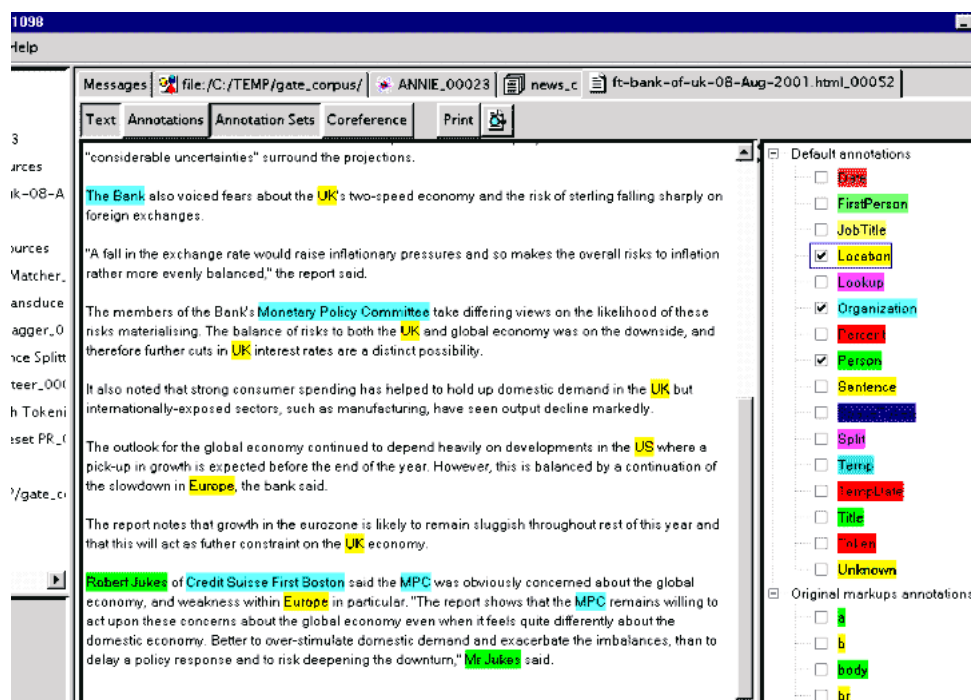 1098
Help
Messages file:/C:/TEMP/gate_corpus/ ANNIE_00023 news_c ft-bank-of-uk-08-Aug-2001.html_00052
Text Annotations Annotation Sets Coreference Print
3
urces
uk-08-A
ources
Matcher_
ansduce
agger_0
nce Splitt
teer_00(
h Tokeni
eset PR_(
?/gate_c
"considerable uncertainties" surround the projections.
The Bank also voiced fears about the UK's two-speed economy and the risk of sterling falling sharply on
foreign exchanges.
"A fall in the exchange rate would raise inflationary pressures and so makes the overall risks to inflation
rather more evenly balanced," the report said.
The members of the Bank's Monetary Policy Committee take differing views on the likelihood of these
risks materialising. The balance of risks to both the UK and global economy was on the downside, and
therefore further cuts in UK interest rates are a distinct possibility.
It also noted that strong consumer spending has helped to hold up domestic demand in the UK but
internationally-exposed sectors, such as manufacturing, have seen output decline markedly.
The outlook for the global economy continued to depend heavily on developments in the US where a
pick-up in growth is expected before the end of the year. However, this is balanced by a continuation of
the slowdown in Europe, the bank said.
The report notes that growth in the eurozone is likely to remain sluggish throughout rest of this year and
that this will act as futher constraint on the UK economy.
Robert Jukes of Credit Suisse First Boston said the MPC was obviously concerned about the global
economy, and weakness within Europe in particular. "The report shows that the MPC remains willing to
act upon these concerns about the global economy even when it feels quite differently about the
domestic economy. Better to over-stimulate domestic demand and exacerbate the imbalances, than to
delay a policy response and to risk deepening the downturn," Mr Jukes said.
Default annotations
Date
FirstPerson
JobTitle
Location
Lookup
Organization
Percent
Person
Sentence
Split
Temp
TempDate
Title
Token
Unknown
Original markups annotations
a
b
body
br